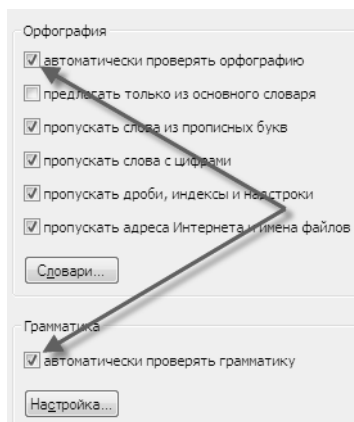 Орфография
автоматически проверять орфографию
предлагать только из основного словаря
пропускать слова из прописных букв
пропускать слова с цифрами
пропускать дроби, индексы и надстроки
пропускать адреса Интернета и имена файлов
Словари...
Грамматика
автоматически проверять грамматику
Настройка...